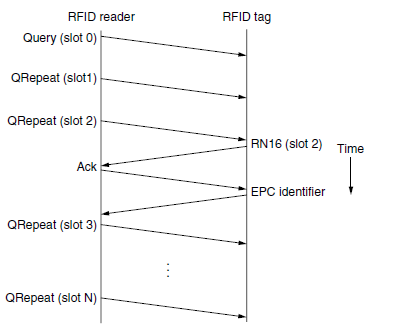 RFID reader
RFID tag
Query (slot 0)
QRepeat (slot1)
QRepeat (slot 2)
RN16 (slot 2)
Time
Ack
EPC identifier
QRepeat (slot 3)
QRepeat (slot N)